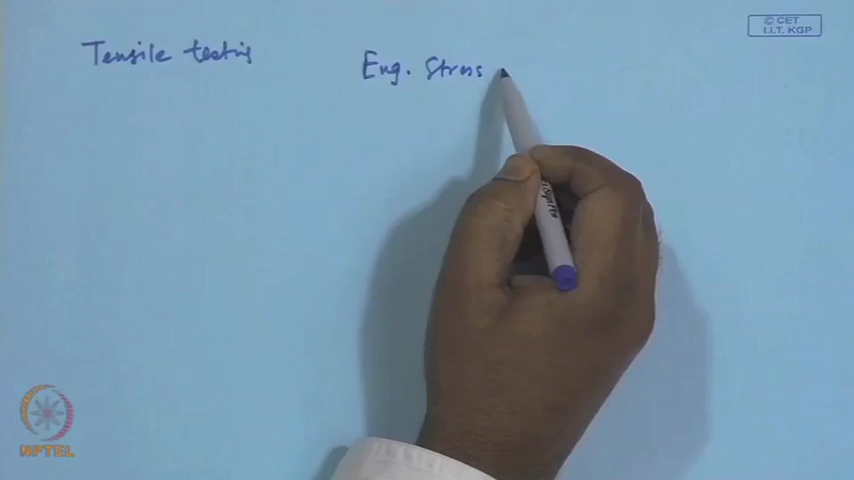 Tensile testing
Eng. Stress
© CET
I.I.T. KGP
NPTEL